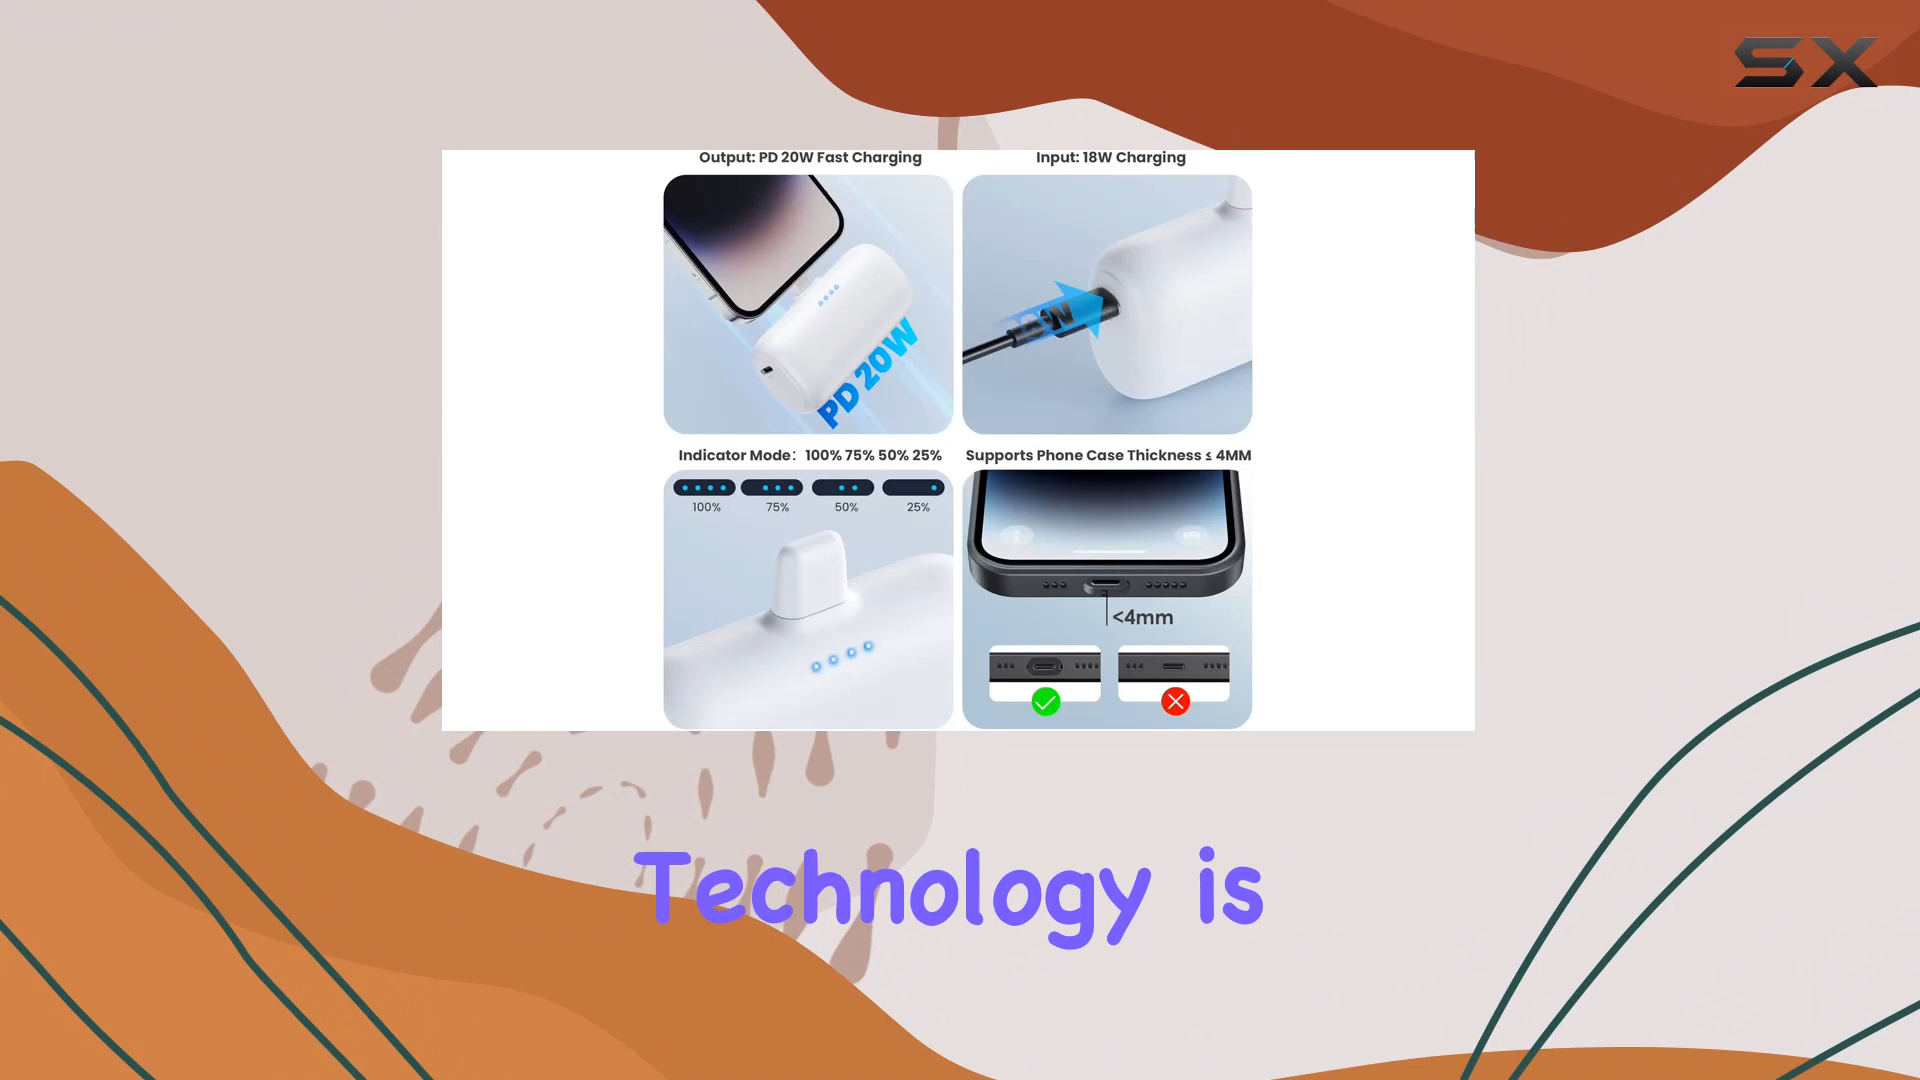 SX
Output: PD 20W Fast Charging
Input: 18W Charging
PD 20W
18W
Indicator Mode: 100% 75% 50% 25%
Supports Phone Case Thickness ≤ 4MM
100% 75% 50% 25%
<4mm
Technology is